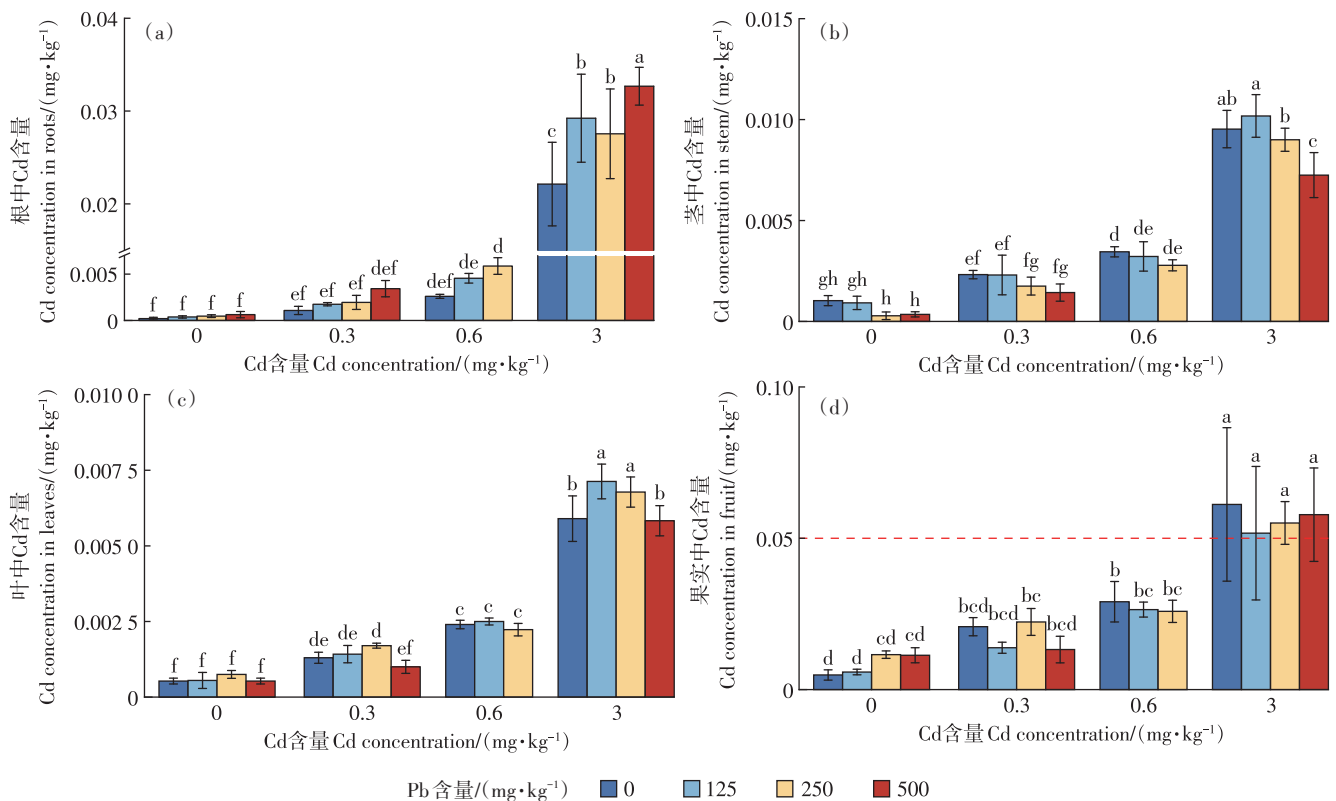 (a)
根中Cd含量
Cd concentration in roots/(mg·kg⁻¹)
0.04
0.03
0.02
0.005
0
f f f f
ef ef ef def
def de d
c b b a
0 0.3 0.6 3
Cd含量 Cd concentration/(mg·kg⁻¹)
(b)
茎中Cd含量
Cd concentration in stem/(mg·kg⁻¹)
0.015
0.010
0.005
0
gh gh h h
ef ef fg fg
d de de
ab a b c
0 0.3 0.6 3
Cd含量 Cd concentration/(mg·kg⁻¹)
(c)
叶中Cd含量
Cd concentration in leaves/(mg·kg⁻¹)
0.010 0
0.007 5
0.005 0
0.002 5
0
f f f f
de de d ef
c c c
b a a b
0 0.3 0.6 3
Cd含量 Cd concentration/(mg·kg⁻¹)
(d)
果实中Cd含量
Cd concentration in fruit/(mg·kg⁻¹)
0.10
0.05
0
d d cd cd
bcd bcd bc bcd
b bc bc
a a a a
0 0.3 0.6 3
Cd含量 Cd concentration/(mg·kg⁻¹)
Pb含量/(mg·kg⁻¹) 0 125 250 500